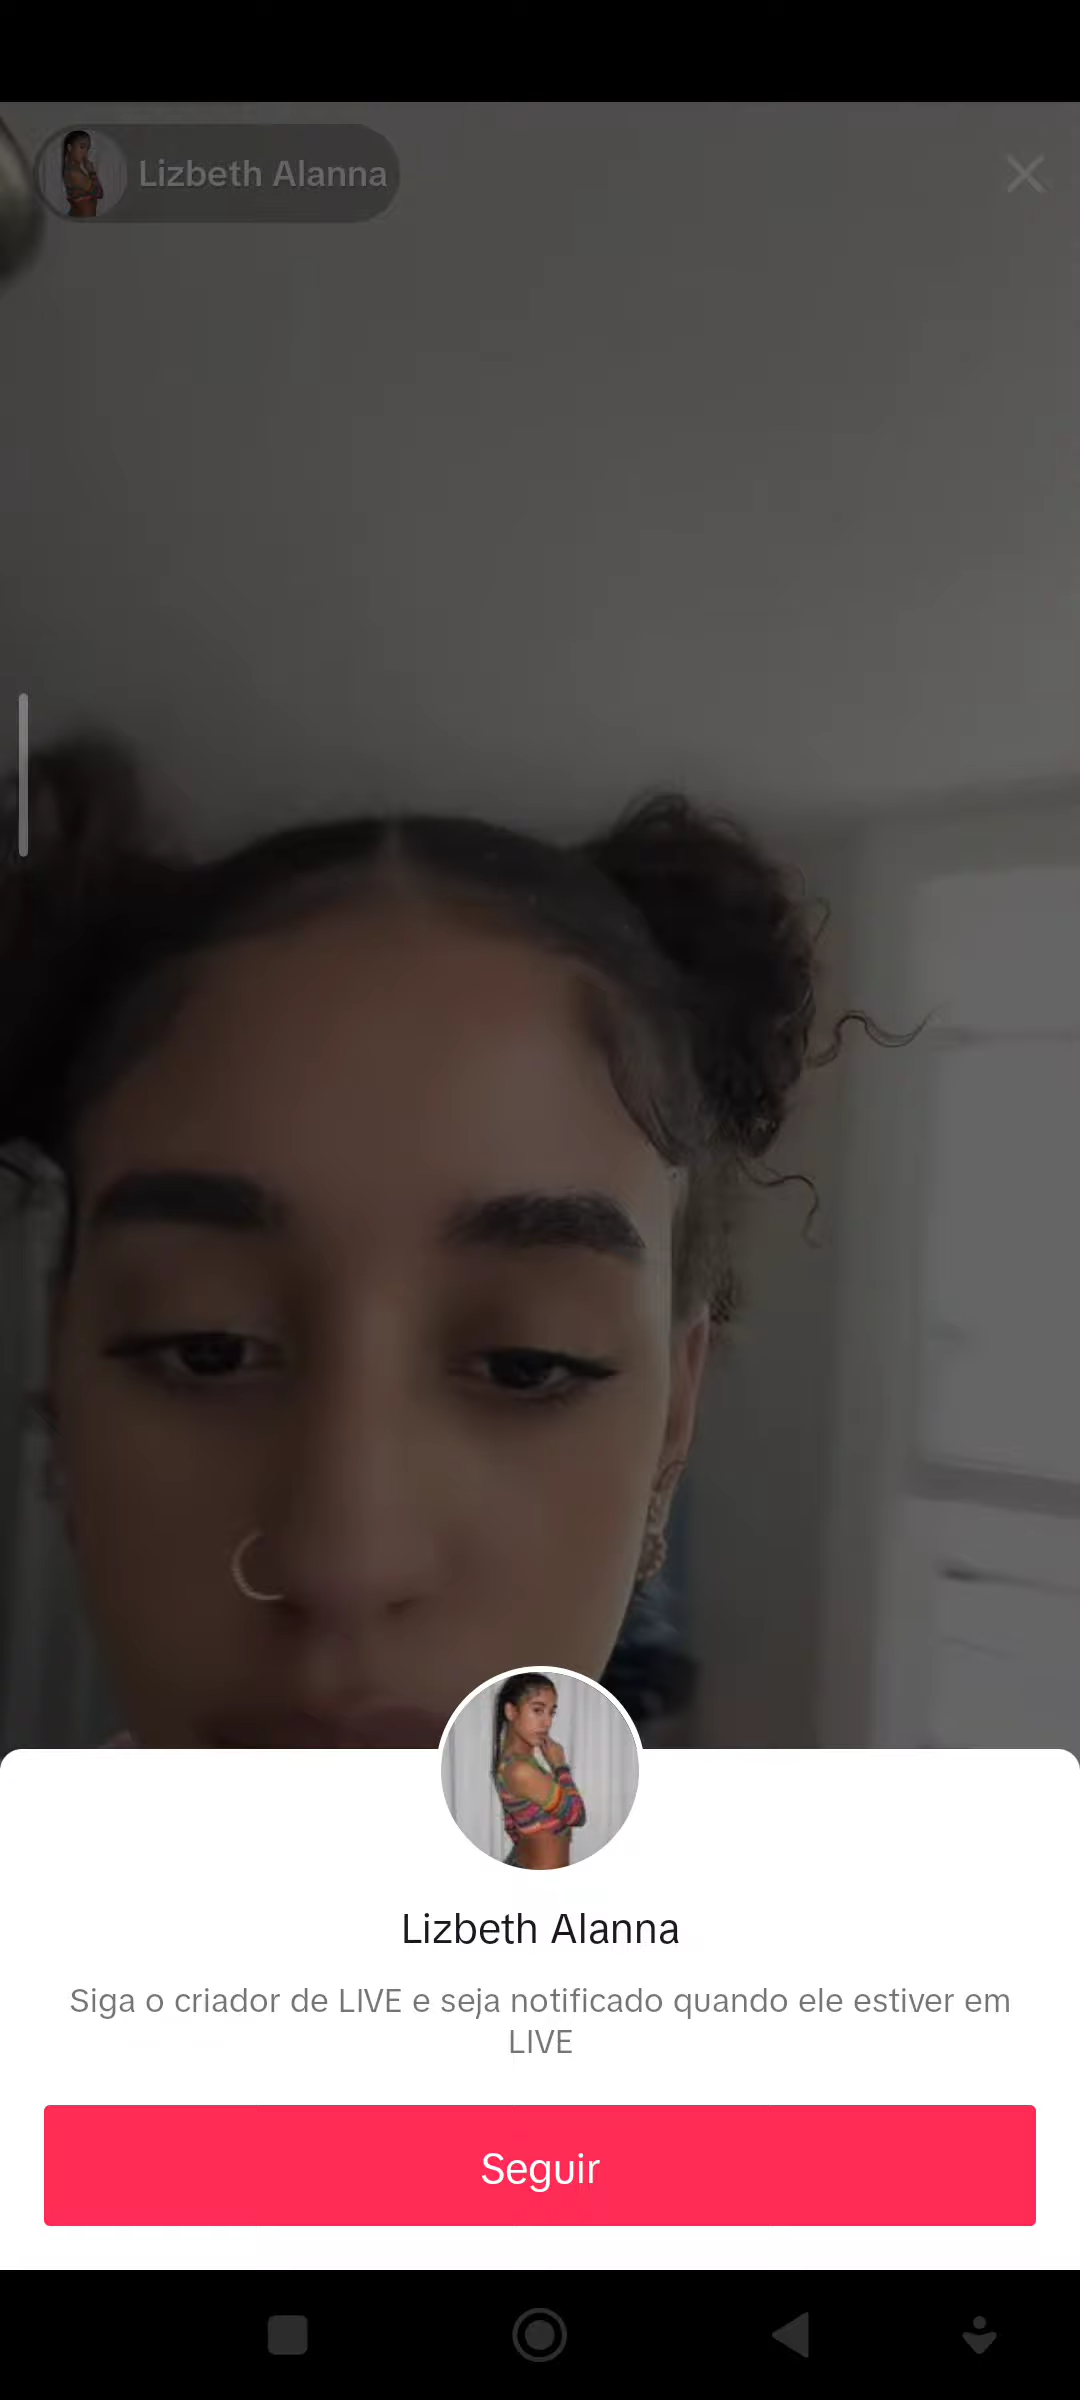 Lizbeth Alanna
Lizbeth Alanna
Siga o criador de LIVE e seja notificado quando ele estiver em
LIVE
Seguir